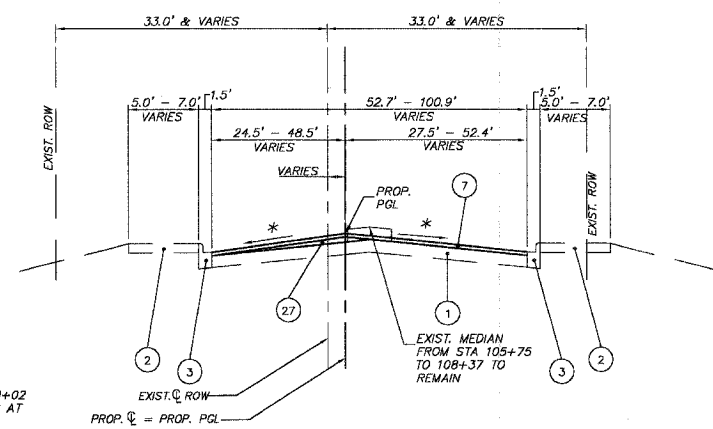 33.0' & VARIES
33.0' & VARIES
1.5'
1.5'
5.0' - 7.0'
VARIES
52.7' - 100.9'
VARIES
5.0' - 7.0'
VARIES
24.5' - 48.5'
VARIES
27.5' - 52.4'
VARIES
EXIST. ROW
VARIES
PROP.
PGL
7
EXIST. ROW
*
*
27
1
2
3
EXIST. MEDIAN
FROM STA 105+75
TO 108+37 TO
REMAIN
3
2
EXIST. ℄ ROW
PROP. ℄ = PROP. PGL
+02
AT